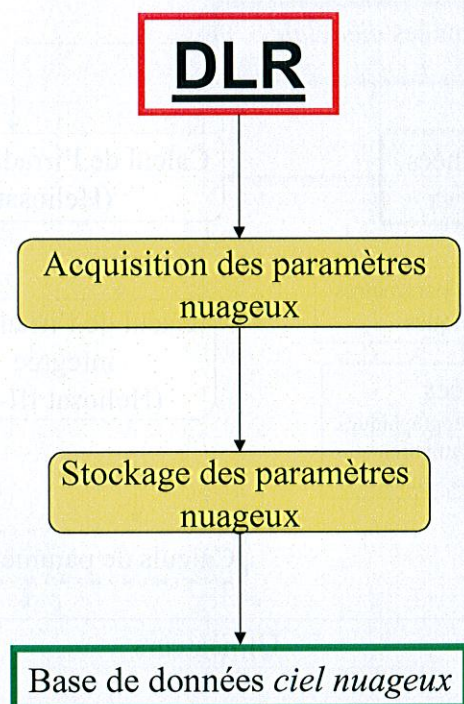 DLR
Acquisition des paramètres
nuageux
Stockage des paramètres
nuageux
Base de données ciel nuageux